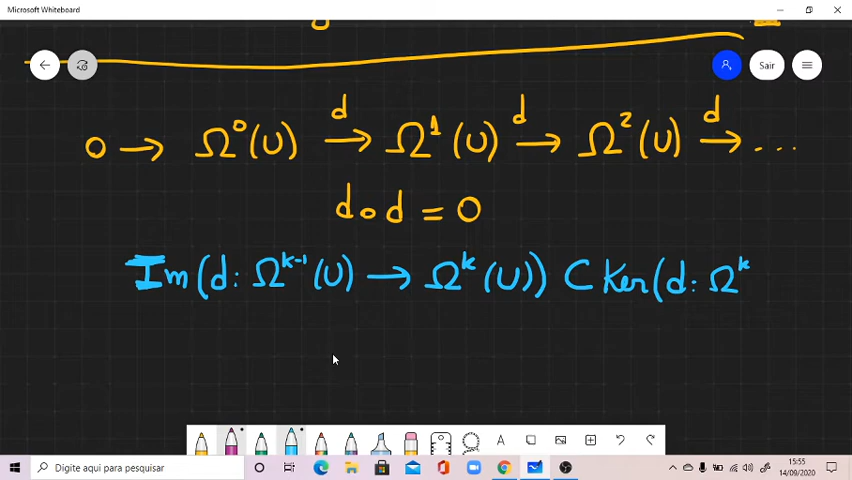 Microsoft Whiteboard
Sair
0 → Ω⁰(U) →ᵈ Ω¹(U) →ᵈ Ω²(U) →ᵈ ...
d∘d = 0
Im(d: Ωᵏ⁻¹(U) → Ωᵏ(U)) ⊂ Ker(d: Ωᵏ
Digite aqui para pesquisar
15:55
14/09/2020